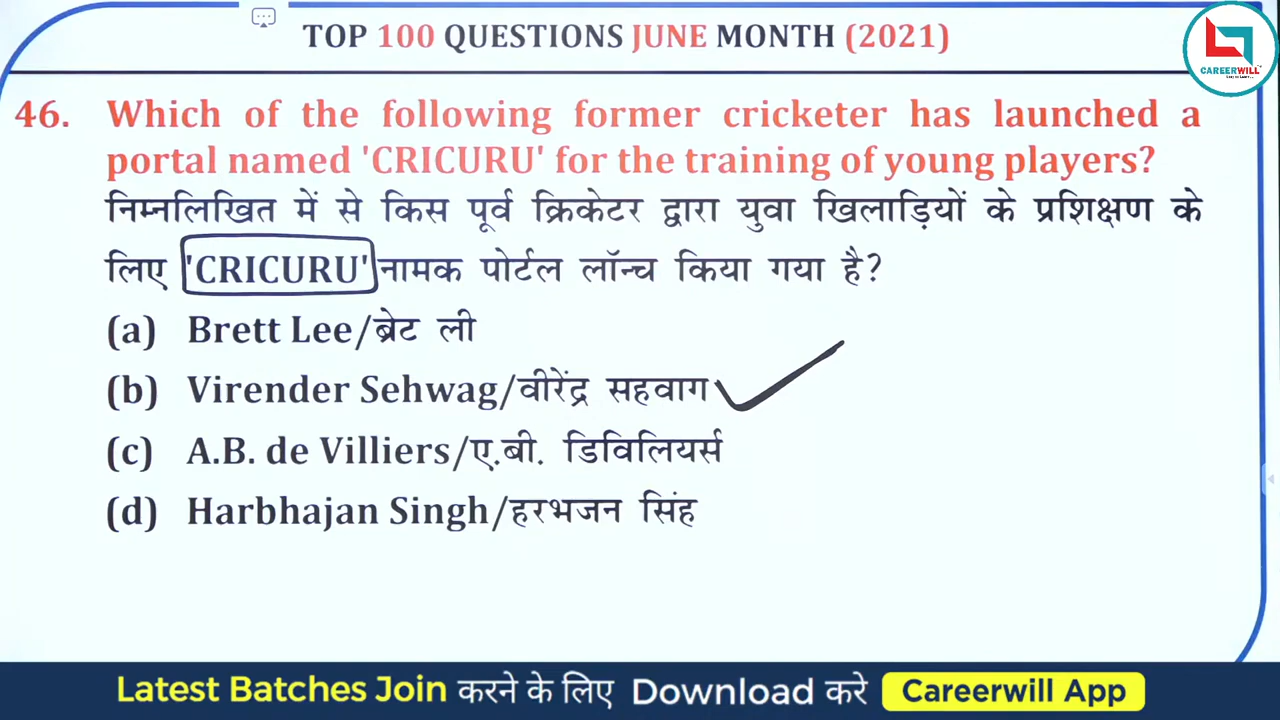 TOP 100 QUESTIONS JUNE MONTH (2021)
CAREERWILL
46. Which of the following former cricketer has launched a
portal named 'CRICURU' for the training of young players?
निम्नलिखित में से किस पूर्व क्रिकेटर द्वारा युवा खिलाड़ियों के प्रशिक्षण के
लिए 'CRICURU' नामक पोर्टल लॉन्च किया गया है?
(a) Brett Lee/ब्रेट ली
(b) Virender Sehwag/वीरेंद्र सहवाग
(c) A.B. de Villiers/ए.बी. डिविलियर्स
(d) Harbhajan Singh/हरभजन सिंह
Latest Batches Join करने के लिए Download करे Careerwill App